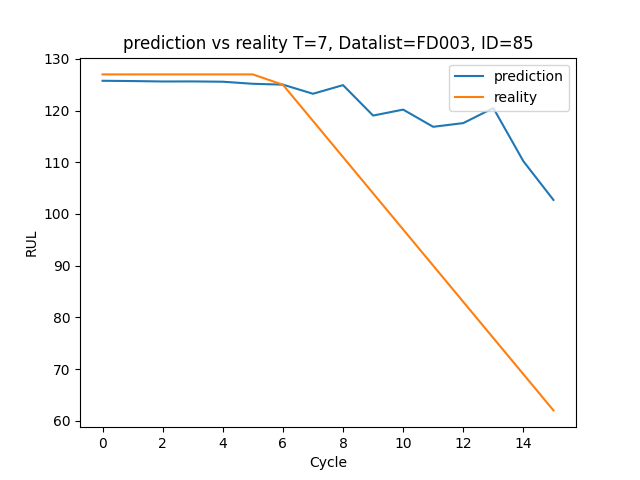 prediction vs reality T=7, Datalist=FD003, ID=85
130
120
110
100
90
80
70
60
RUL
prediction
reality
0 2 4 6 8 10 12 14
Cycle